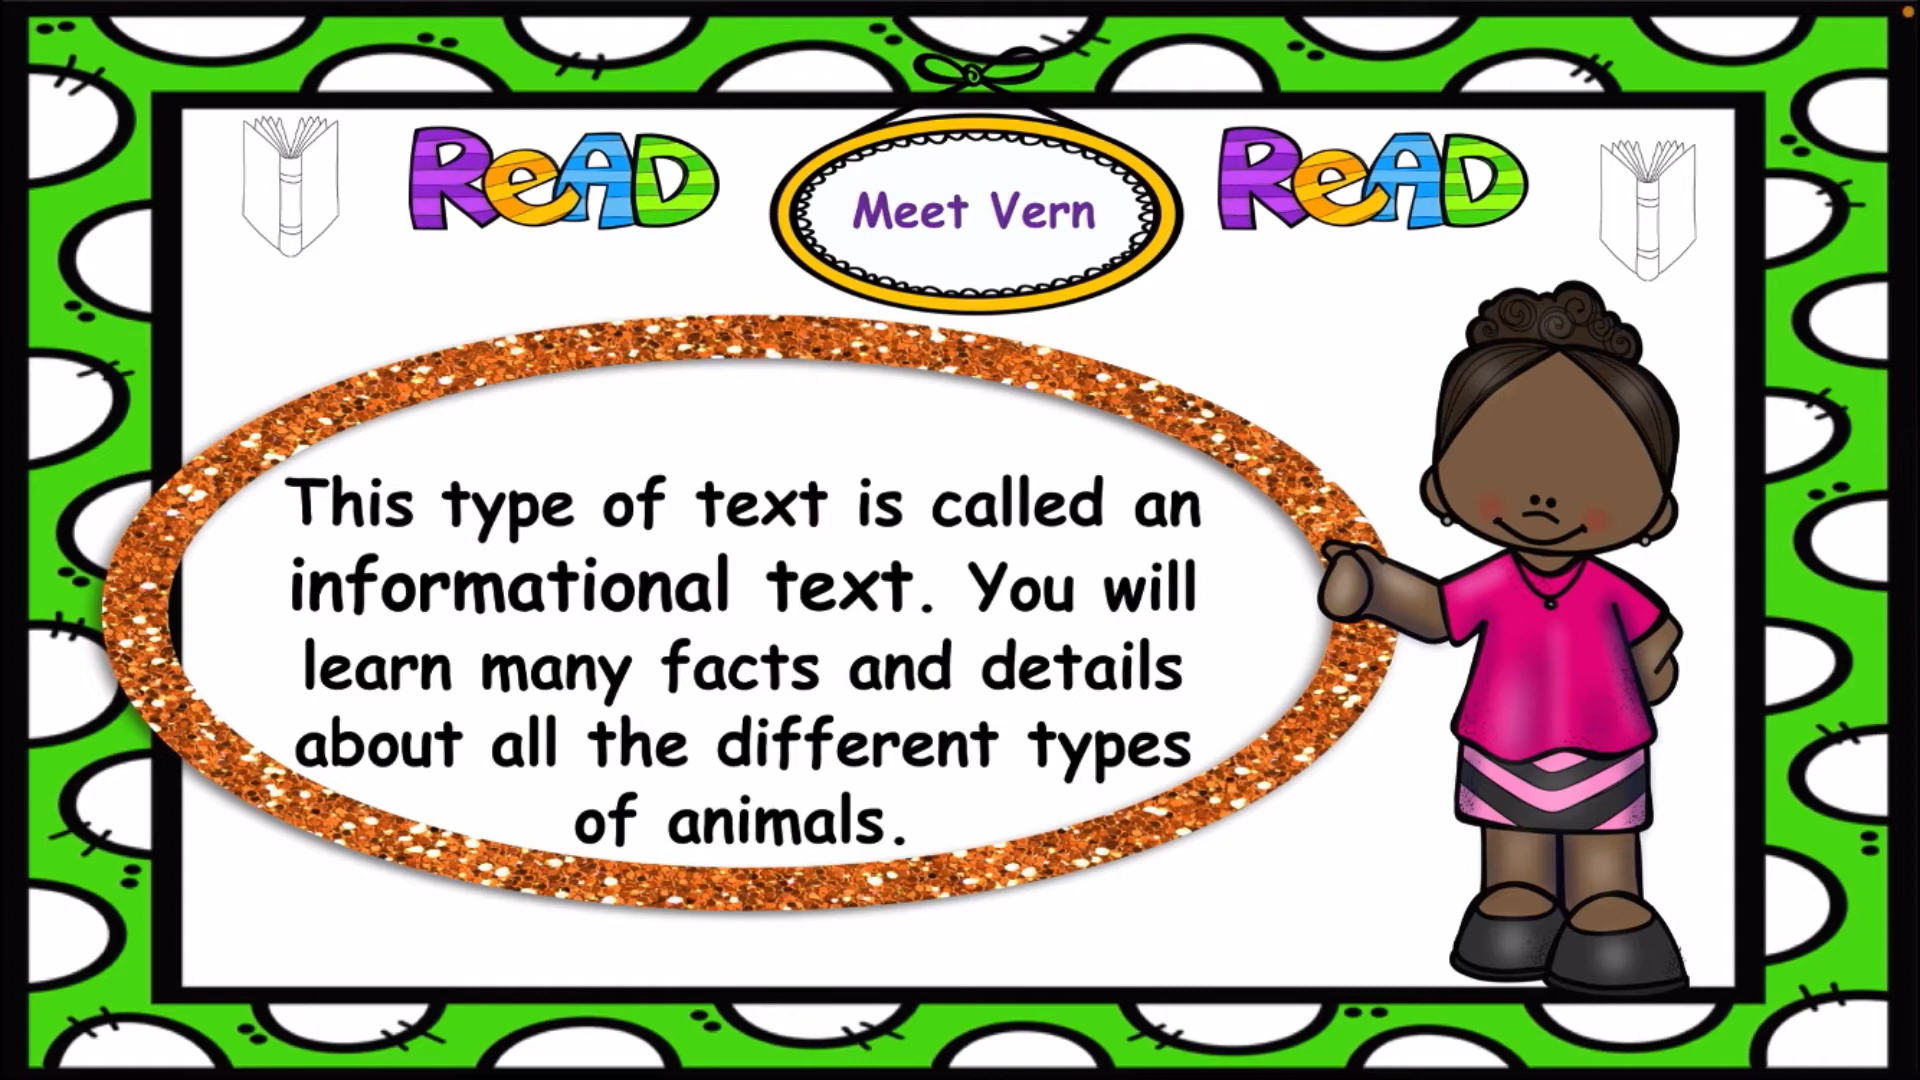 ReAD
Meet Vern
ReAD
This type of text is called an
informational text. You will
learn many facts and details
about all the different types
of animals.